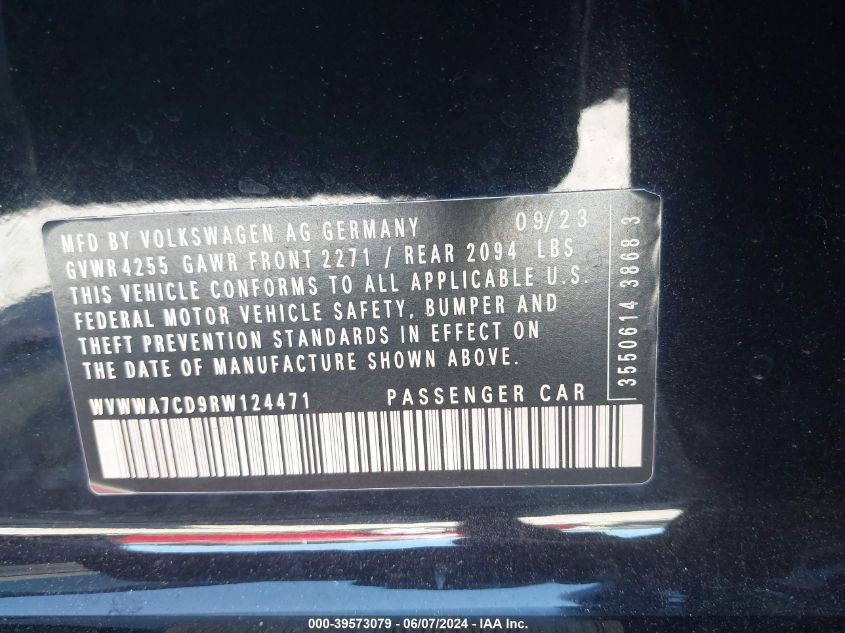 MFD BY VOLKSWAGEN AG GERMANY 09/23
GVWR 4255 GAWR FRONT 2271 / REAR 2094 LBS
THIS VEHICLE CONFORMS TO ALL APPLICABLE U.S.
FEDERAL MOTOR VEHICLE SAFETY, BUMPER AND
THEFT PREVENTION STANDARDS IN EFFECT ON
THE DATE OF MANUFACTURE SHOWN ABOVE.
WVWWA7CD9RW124471 PASSENGER CAR
3550614 3868 3
000-39573079 - 06/07/2024 - IAA Inc.